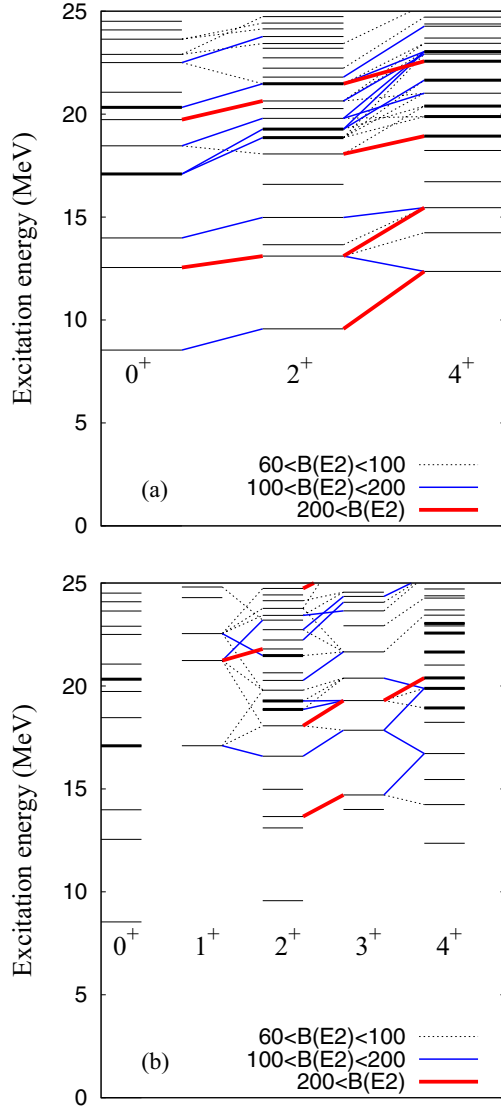 25
20
15
10
5
0
Excitation energy (MeV)
0+
2+
4+
(a)
60<B(E2)<100
100<B(E2)<200
200<B(E2)
25
20
15
10
5
0
Excitation energy (MeV)
0+
1+
2+
3+
4+
(b)
60<B(E2)<100
100<B(E2)<200
200<B(E2)